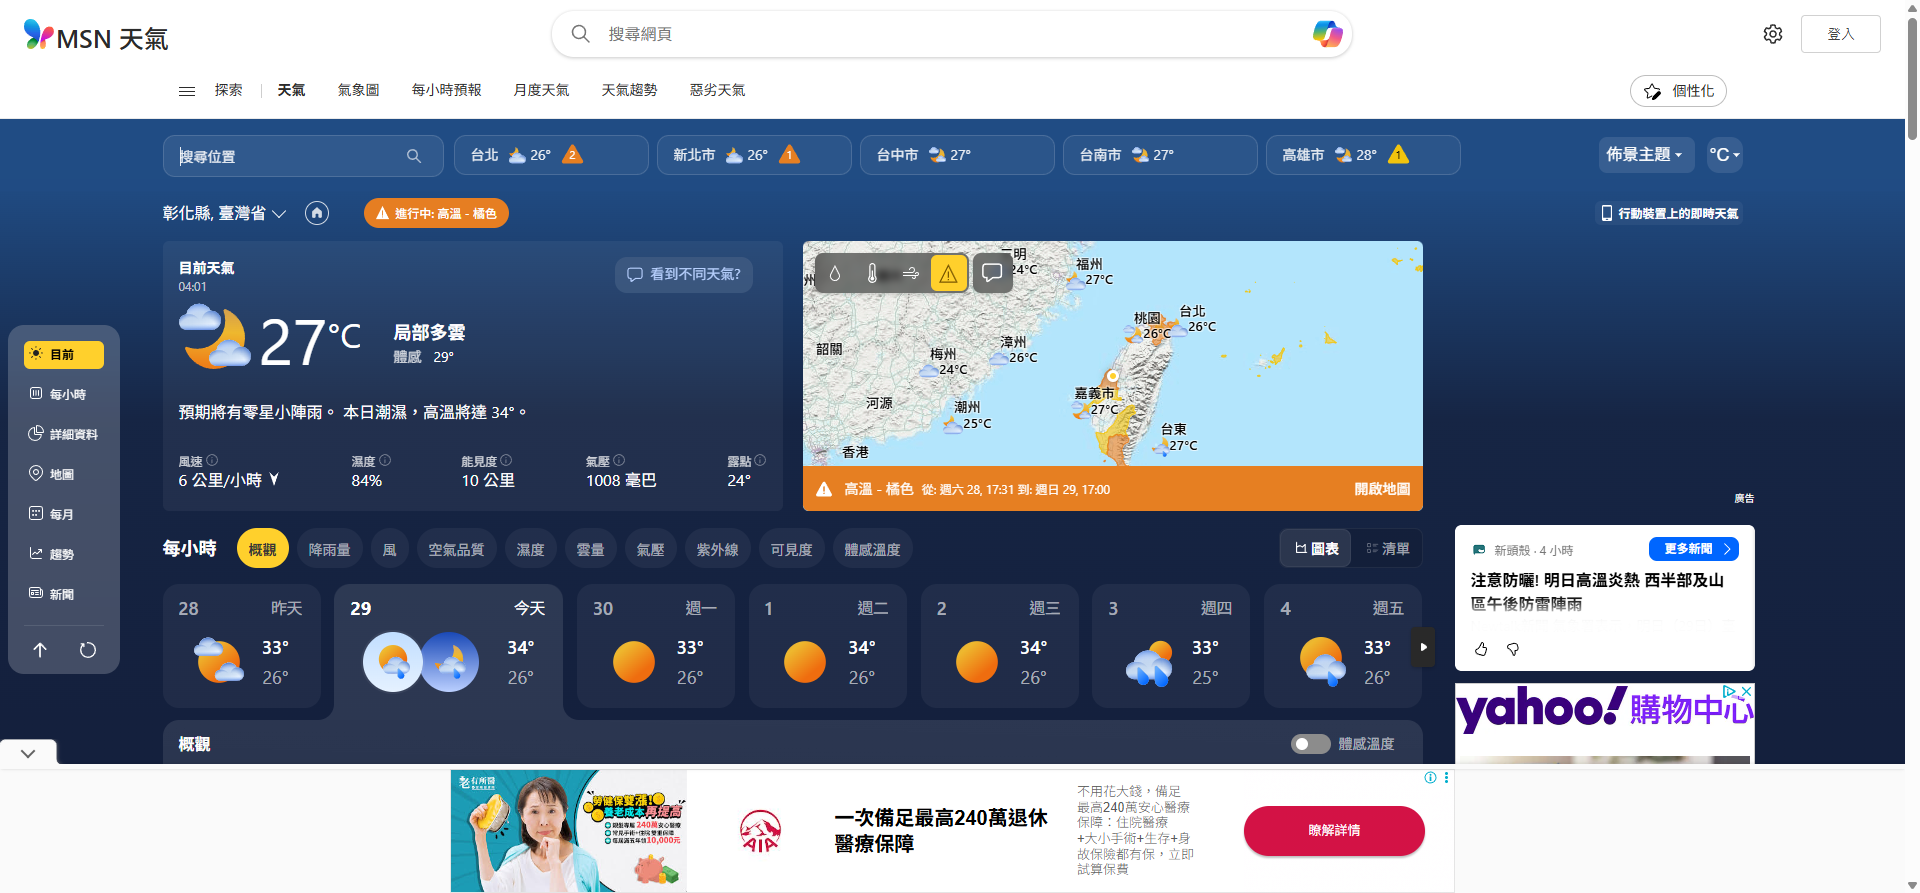 MSN 天氣
搜尋網頁
登入
探索
天氣
氣象圖
每小時預報
月度天氣
天氣趨勢
惡劣天氣
個性化
搜尋位置
台北 26° 2
新北市 26° 1
台中市 27°
台南市 27°
高雄市 28° 1
佈景主題
°C
彰化縣, 臺灣省
進行中: 高溫 - 橘色
行動裝置上的即時天氣
目前天氣
04:01
看到不同天氣?
27°C
局部多雲
體感 29°
預期將有零星小陣雨。 本日潮濕，高溫將達 34°。
風速
6 公里/小時
濕度
84%
能見度
10 公里
氣壓
1008 毫巴
露點
24°
24°C
福州
27°C
桃園
26°C
台北
26°C
韶關
梅州
24°C
漳州
26°C
嘉義市
27°C
河源
潮州
25°C
台東
27°C
香港
高溫 - 橘色 從: 週六 28, 17:31 到: 週日 29, 17:00
開啟地圖
目前
每小時
詳細資料
地圖
每月
趨勢
新聞
廣告
每小時
概觀
降雨量
風
空氣品質
濕度
雲量
氣壓
紫外線
可見度
體感溫度
圖表
清單
28 昨天
33°
26°
29 今天
34°
26°
30 週一
33°
26°
1 週二
34°
26°
2 週三
34°
26°
3 週四
33°
25°
4 週五
33°
26°
概觀
體感溫度
新頭殼 · 4 小時
更多新聞
注意防曬! 明日高溫炎熱 西半部及山
區午後防雷陣雨
yahoo! 購物中心
老有所醫
勞健保雙漲!
養老成本再提高
AIA
一次備足最高240萬退休
醫療保障
不用花大錢，備足
最高240萬安心醫療
保障：住院醫療
+大小手術+生存+身
故保險都有保，立即
試算保費
瞭解詳情